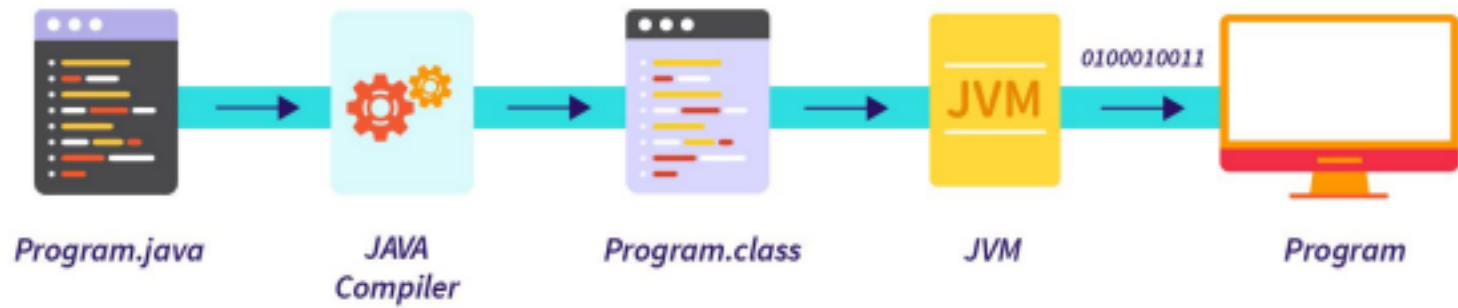 0100010011
JVM
Program.java
JAVA
Compiler
Program.class
JVM
Program